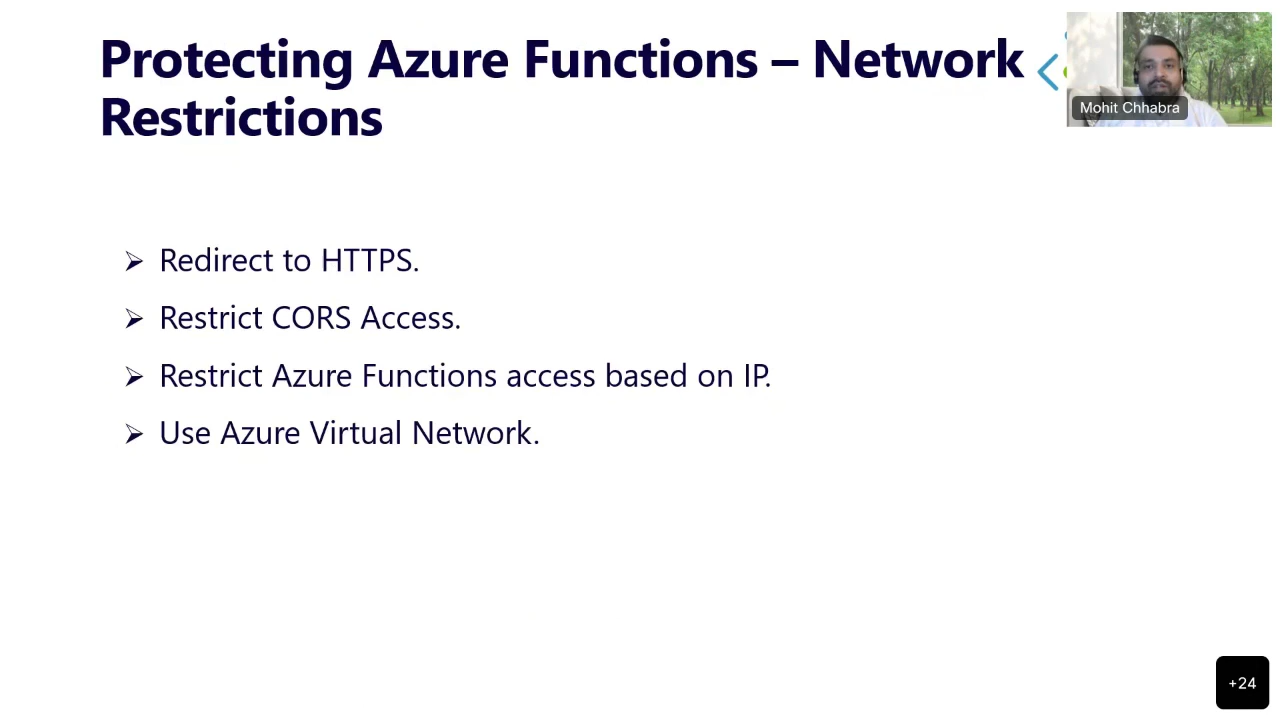 Protecting Azure Functions – Network
Restrictions
Mohit Chhabra
➢ Redirect to HTTPS.
➢ Restrict CORS Access.
➢ Restrict Azure Functions access based on IP.
➢ Use Azure Virtual Network.
+24